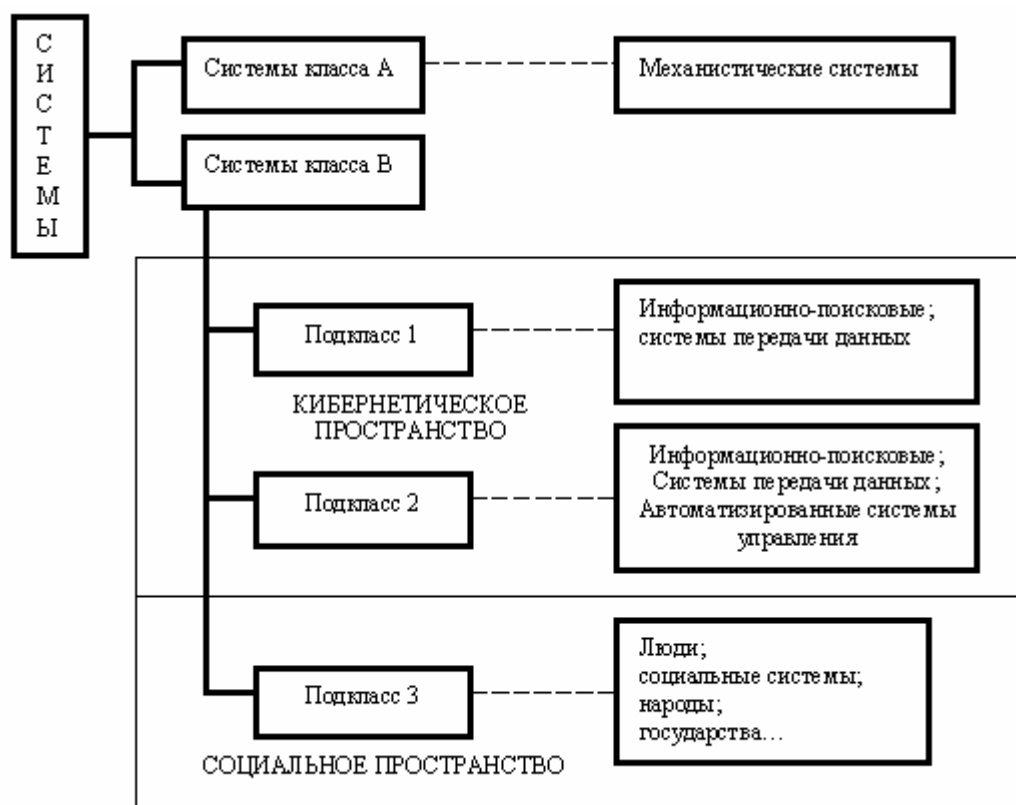 СИСТЕМЫ
Системы класса А
Механистические системы
Системы класса В
Подкласс 1
Информационно-поисковые;
системы передачи данных
КИБЕРНЕТИЧЕСКОЕ
ПРОСТРАНСТВО
Подкласс 2
Информационно-поисковые;
Системы передачи данных;
Автоматизированные системы
управления
Подкласс 3
Люди;
социальные системы;
народы;
государства...
СОЦИАЛЬНОЕ ПРОСТРАНСТВО